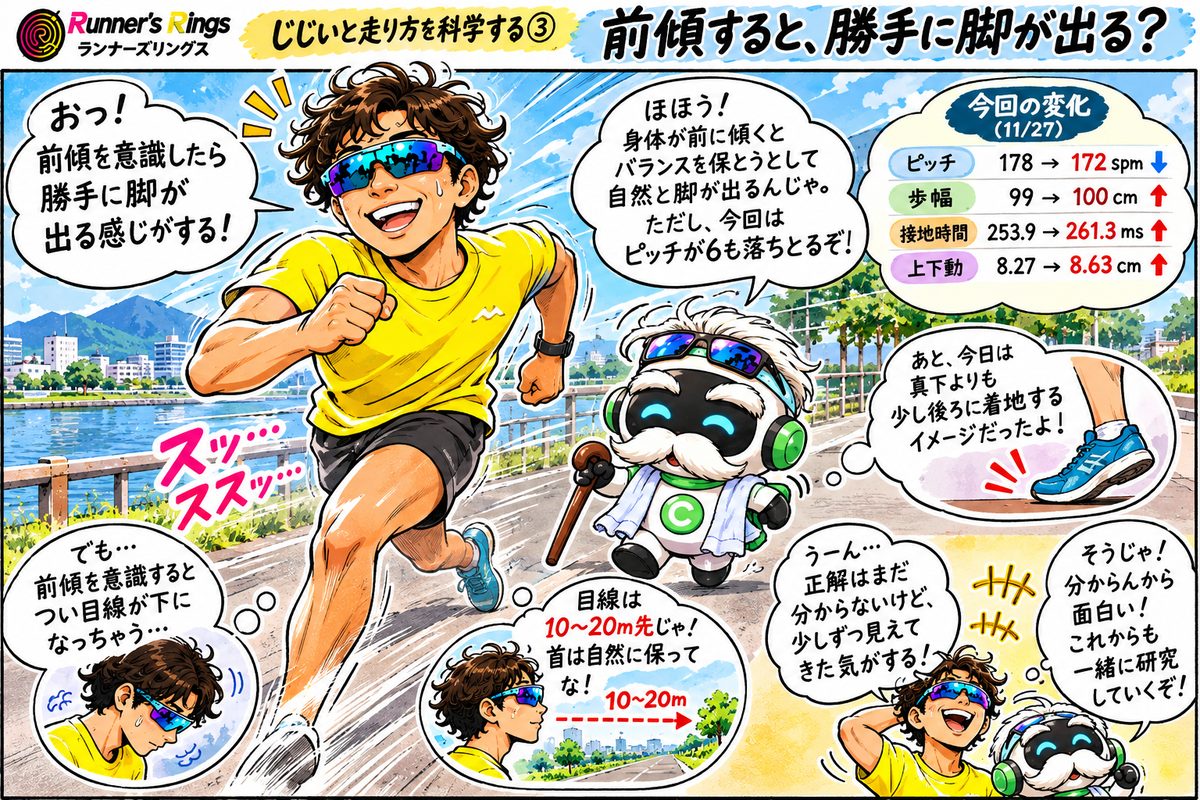 Runner's Rings
ランナーズリングス
じじいと走り方を科学する③
前傾すると、勝手に脚が出る?
おっ!
前傾を意識したら
勝手に脚が
出る感じがする!
ほほう!
身体が前に傾くと
バランスを保とうとして
自然と脚が出るんじゃ。
ただし、今回は
ピッチが6も落ちとるぞ!
今回の変化
(11/27)
ピッチ 178 → 172 spm ↓
歩幅 99 → 100 cm ↑
接地時間 253.9 → 261.3 ms ↑
上下動 8.27 → 8.63 cm ↑
あと、今日は
真下よりも
少し後ろに着地する
イメージだったよ!
スッ…
ススッ…
C
でも…
前傾を意識すると
つい目線が下に
なっちゃう…
目線は
10〜20m先じゃ!
首は自然に保って
な!
10〜20m
うーん…
正解はまだ
分からないけど、
少しずつ見えて
きた気がする!
そうじゃ!
分からんから
面白い!
これからも
一緒に研究
していくぞ!